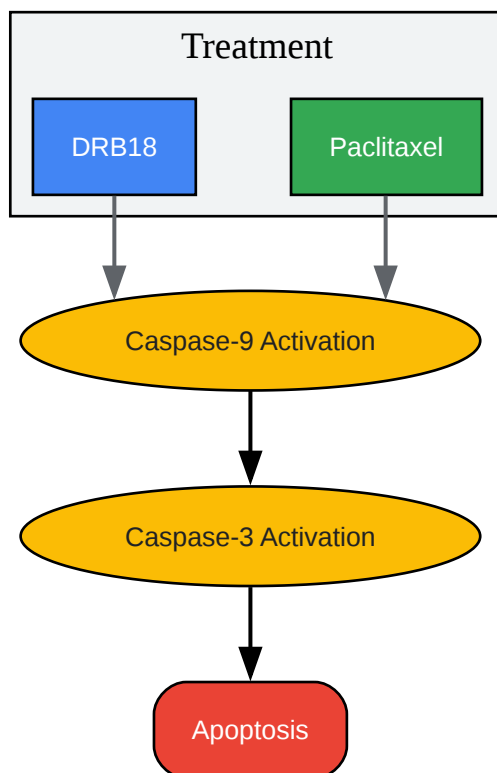 Treatment
DRB18
Paclitaxel
Caspase-9 Activation
Caspase-3 Activation
Apoptosis